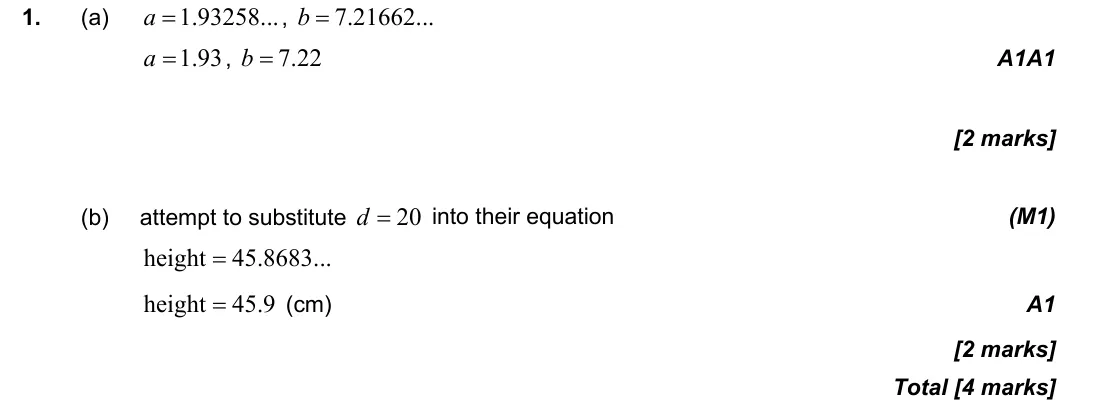 1. (a) a = 1.93258..., b = 7.21662...
a = 1.93, b = 7.22 A1A1
[2 marks]
(b) attempt to substitute d = 20 into their equation (M1)
height = 45.8683...
height = 45.9 (cm) A1
[2 marks]
Total [4 marks]